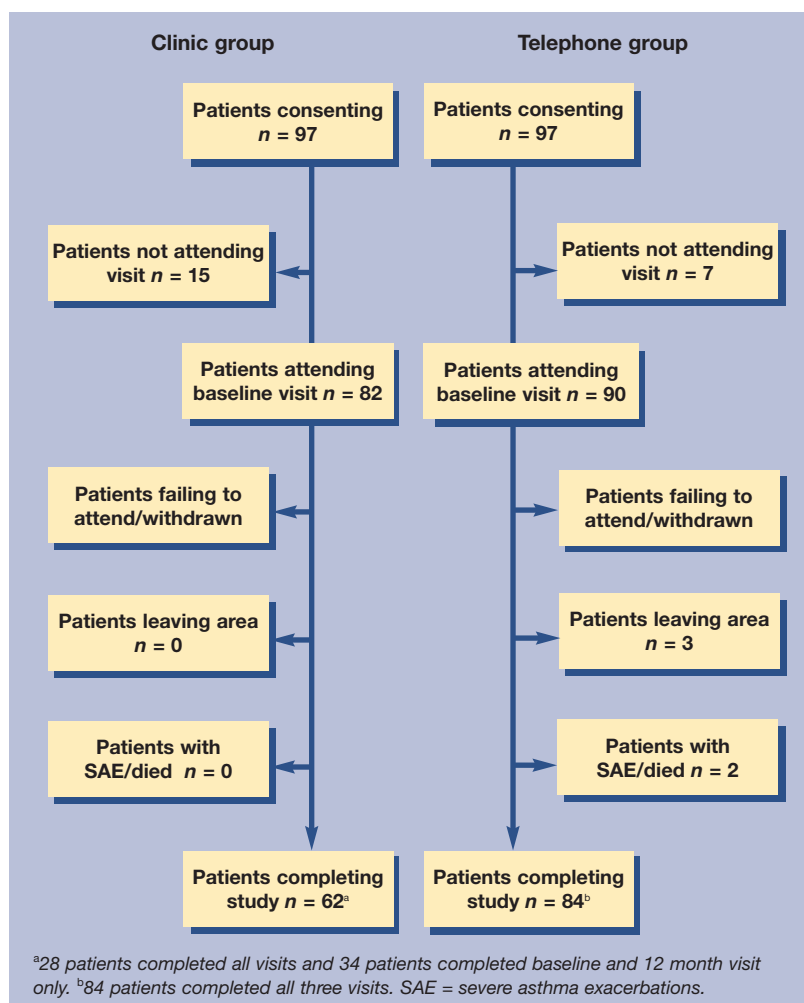 Clinic group
Telephone group
Patients consenting
n = 97
Patients consenting
n = 97
Patients not attending
visit n = 15
Patients not attending
visit n = 7
Patients attending
baseline visit n = 82
Patients attending
baseline visit n = 90
Patients failing to
attend/withdrawn
Patients failing to
attend/withdrawn
Patients leaving area
n = 0
Patients leaving area
n = 3
Patients with
SAE/died n = 0
Patients with
SAE/died n = 2
Patients completing
study n = 62ᵃ
Patients completing
study n = 84ᵇ
ᵃ28 patients completed all visits and 34 patients completed baseline and 12 month visit
only. ᵇ84 patients completed all three visits. SAE = severe asthma exacerbations.